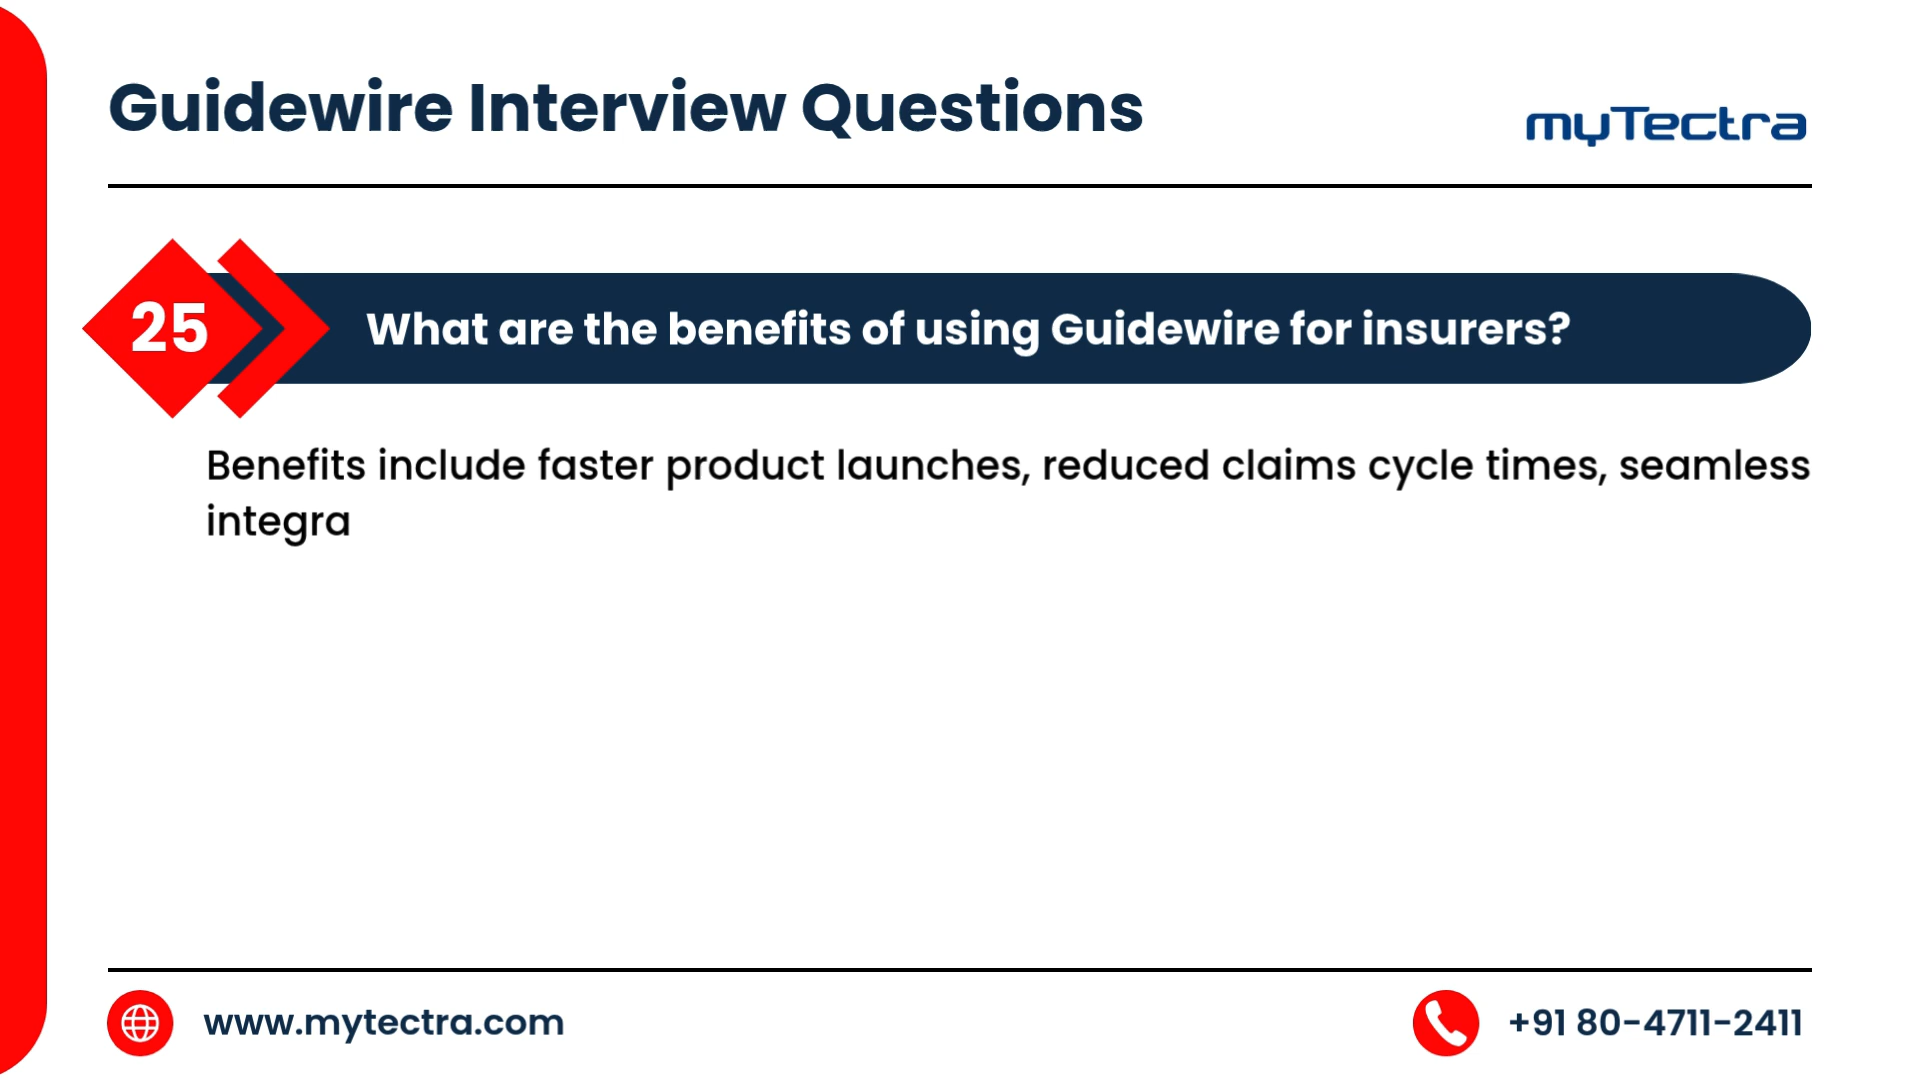 Guidewire Interview Questions
myTectra
25
What are the benefits of using Guidewire for insurers?
Benefits include faster product launches, reduced claims cycle times, seamless
integra
www.mytectra.com
+91 80-4711-2411